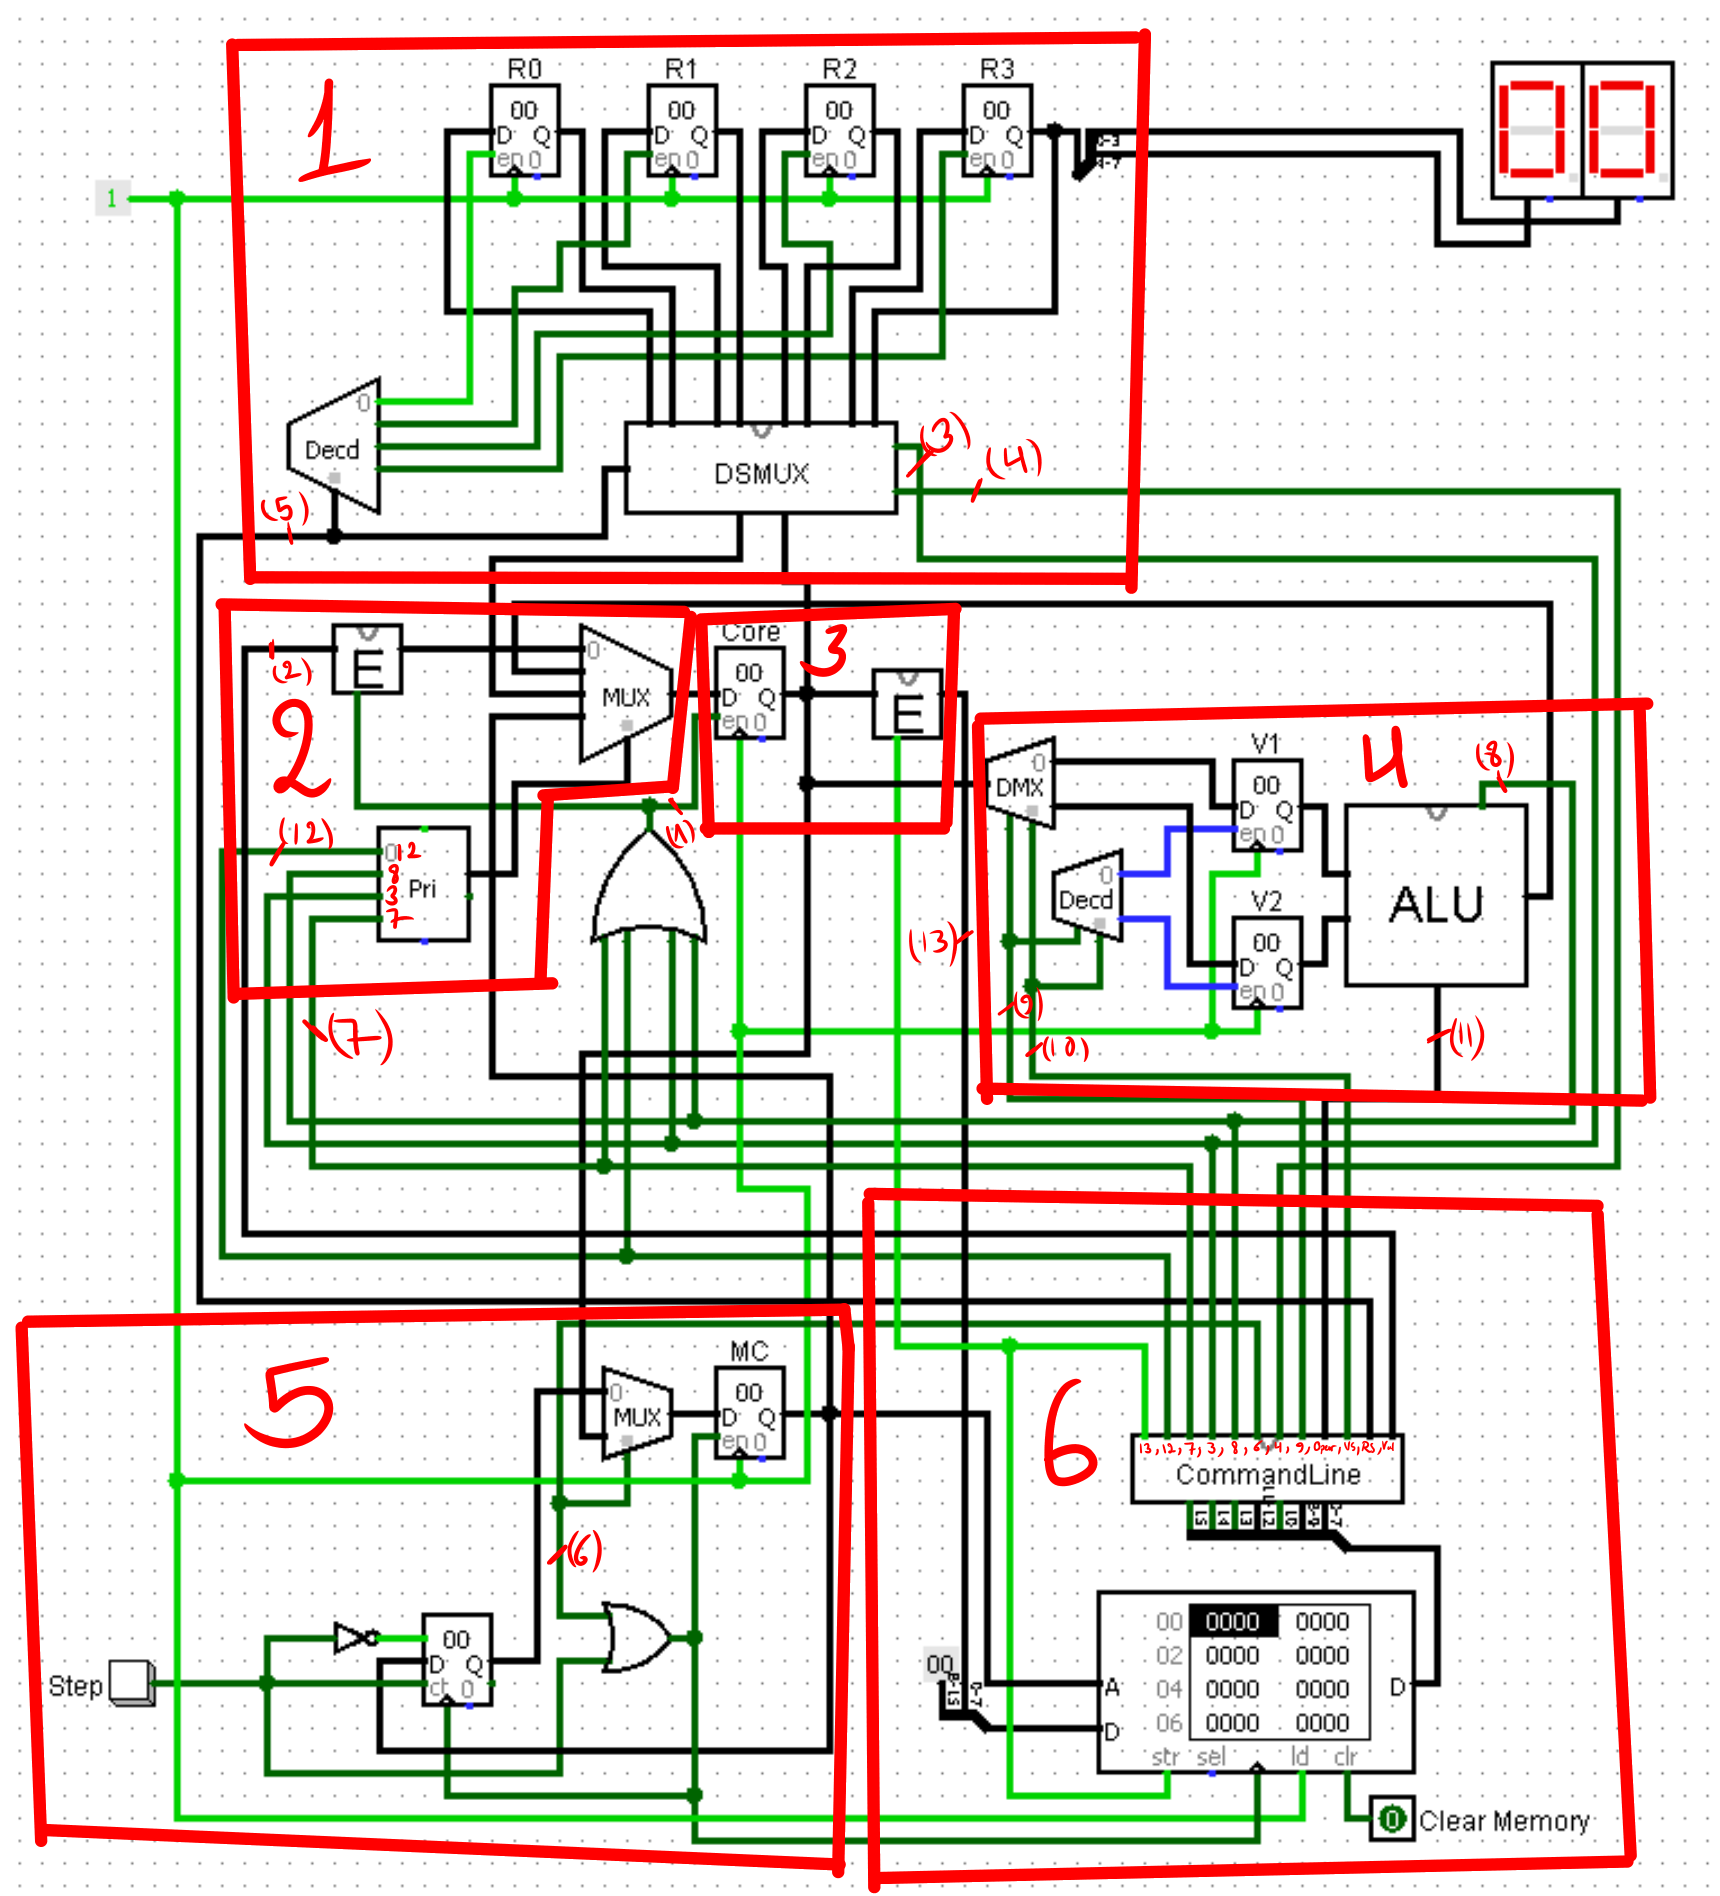 R0 R1 R2 R3
1
00 00 00 00
D Q D Q D Q D Q
en 0 en 0 en 0 en 0
0-3
4-7
00
1
0
Decd
DSMUX
(3)
(4)
(5)
Core
3
0
E
(2)
MUX
00
D Q
en 0
E
2
4
V1
(8)
0
DMX
00
D Q
en 0
(12)
(1)
0 12
8
3
7
Pri
0
Decd
ALU
V2
00
D Q
en 0
(13)
(9)
(7)
(10)
(11)
5
MC
0
MUX
00
D Q
en 0
6
13, 12, 7, 3, 8, 6, 4, 9, Oper, VS, RS, Val
CommandLine
15 14 13 12 10 8-9 0-7
(6)
Step
00
D Q
ct 0
00
8-15 0-7
A
D
D
00 0000 0000
02 0000 0000
04 0000 0000
06 0000 0000
str sel ld clr
0 Clear Memory